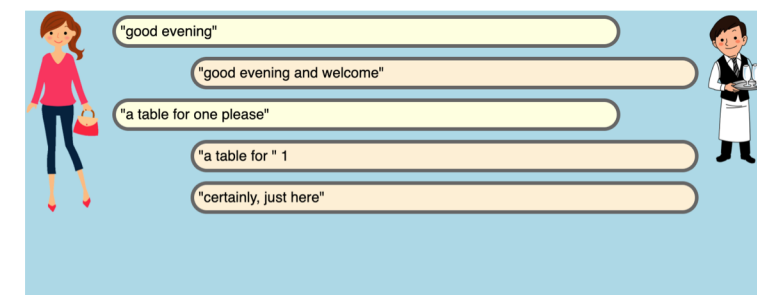 "good evening"
"good evening and welcome"
"a table for one please"
"a table for " 1
"certainly, just here"